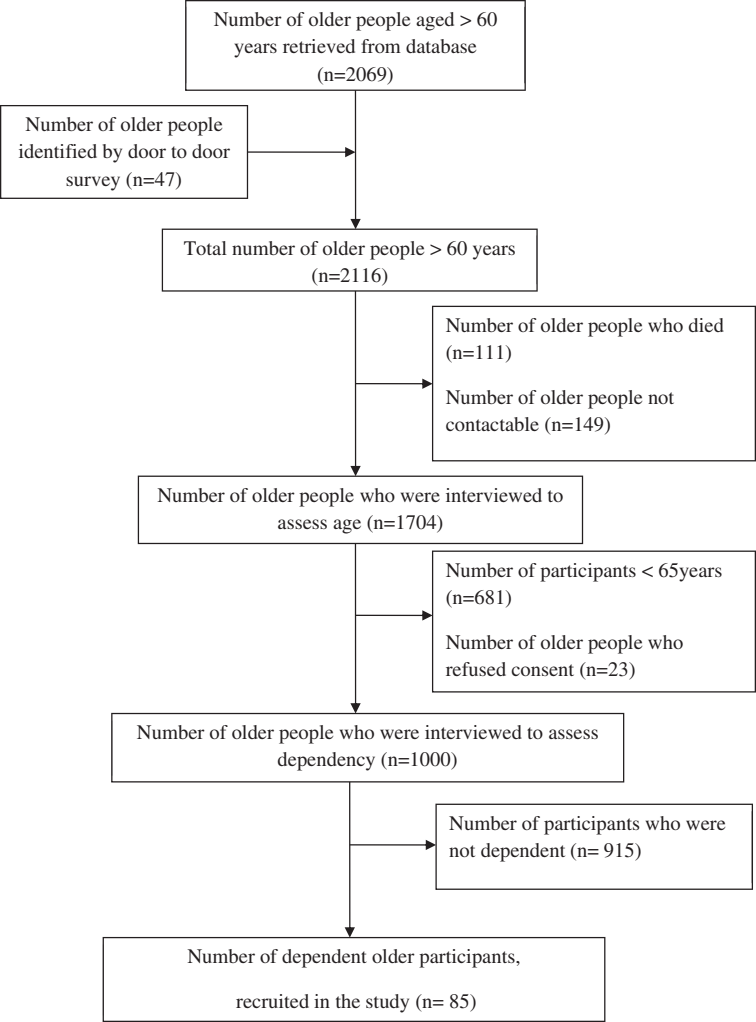 Number of older people aged > 60
years retrieved from database
(n=2069)
Number of older people
identified by door to door
survey (n=47)
Total number of older people > 60 years
(n=2116)
Number of older people who died
(n=111)
Number of older people not
contactable (n=149)
Number of older people who were interviewed to
assess age (n=1704)
Number of participants < 65years
(n=681)
Number of older people who
refused consent (n=23)
Number of older people who were interviewed to assess
dependency (n=1000)
Number of participants who were
not dependent (n= 915)
Number of dependent older participants,
recruited in the study (n= 85)